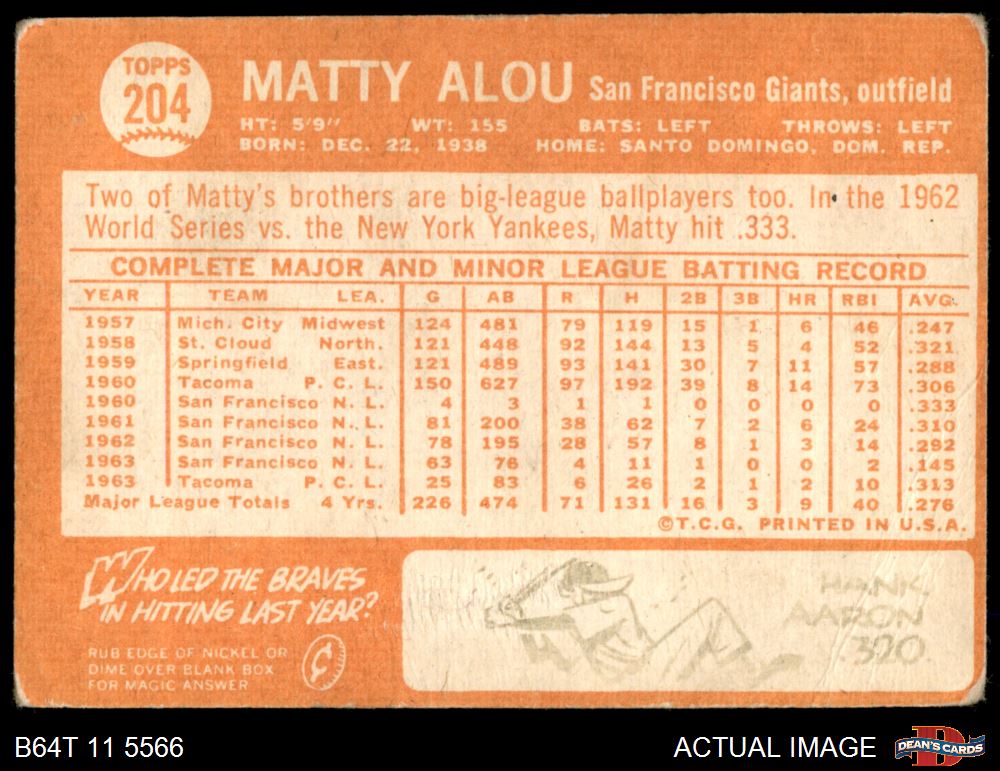 TOPPS
204
MATTY ALOU San Francisco Giants, outfield
HT: 5'9" WT: 155 BATS: LEFT THROWS: LEFT
BORN: DEC. 22, 1938 HOME: SANTO DOMINGO, DOM. REP.
Two of Matty's brothers are big-league ballplayers too. In the 1962
World Series vs. the New York Yankees, Matty hit .333.
COMPLETE MAJOR AND MINOR LEAGUE BATTING RECORD
YEAR TEAM LEA. G AB R H 2B 3B HR RBI AVG.
1957 Mich. City Midwest 124 481 79 119 15 1 6 46 .247
1958 St. Cloud North. 121 448 92 144 13 5 4 52 .321
1959 Springfield East. 121 489 93 141 30 7 11 57 .288
1960 Tacoma P. C. L. 150 627 97 192 39 8 14 73 .306
1960 San Francisco N. L. 4 3 1 1 0 0 0 0 .333
1961 San Francisco N. L. 81 200 38 62 7 2 6 24 .310
1962 San Francisco N. L. 78 195 28 57 8 1 3 14 .292
1963 San Francisco N. L. 63 76 4 11 1 0 0 2 .145
1963 Tacoma P. C. L. 25 83 6 26 2 1 2 10 .313
Major League Totals 4 Yrs. 226 474 71 131 16 3 9 40 .276
©T.C.G. PRINTED IN U.S.A.
WHO LED THE BRAVES
IN HITTING LAST YEAR?
RUB EDGE OF NICKEL OR
DIME OVER BLANK BOX
FOR MAGIC ANSWER
HANK
AARON
.320
B64T 11 5566
ACTUAL IMAGE
DEAN'S CARDS